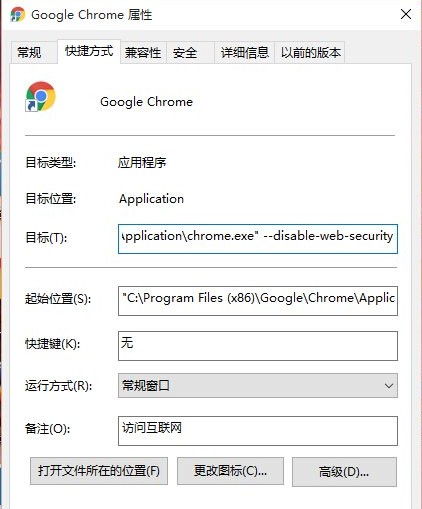 Google Chrome 属性
常规 快捷方式 兼容性 安全 详细信息 以前的版本
Google Chrome
目标类型: 应用程序
目标位置: Application
目标(T): \pplication\chrome.exe" --disable-web-security
起始位置(S): "C:\Program Files (x86)\Google\Chrome\Applic
快捷键(K): 无
运行方式(R): 常规窗口
备注(O): 访问互联网
打开文件所在的位置(F) 更改图标(C)... 高级(D)...